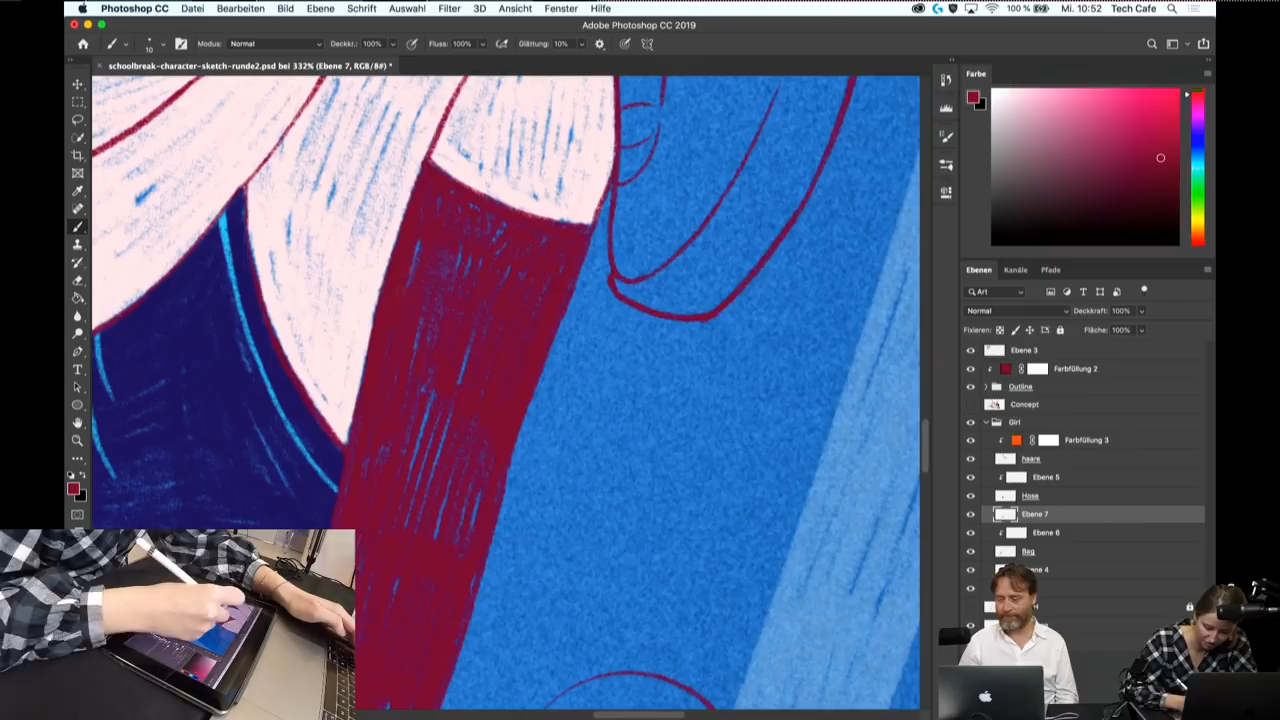 Photoshop CC Datei Bearbeiten Bild Ebene Schrift Auswahl Filter 3D Ansicht Fenster Hilfe 100 % Mi. 10:52 Tech Cafe
Adobe Photoshop CC 2019
10 Modus: Normal Deckkr.: 100% Fluss: 100% Glättung: 10%
schoolbreak-character-sketch-runde2.psd bei 332% (Ebene 7, RGB/8#) *
Farbe
Ebenen Kanäle Pfade
Art
Normal Deckkraft: 100%
Fixieren: Fläche: 100%
Ebene 3
Farbfüllung 2
Outline
Concept
Girl
Farbfüllung 3
haare
Ebene 5
Hose
Ebene 7
Ebene 6
Bag